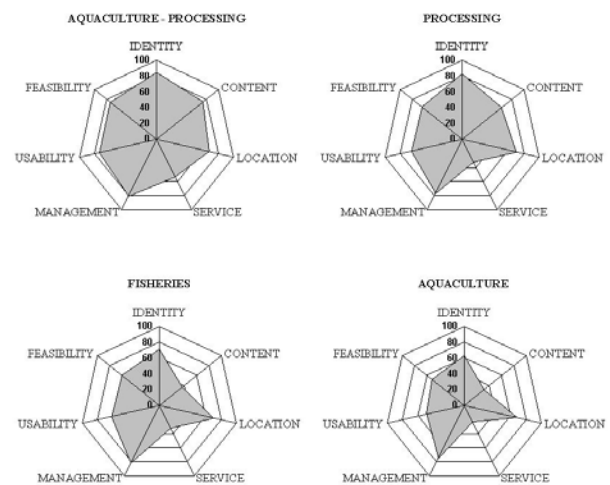 AQUACULTURE - PROCESSING
IDENTITY
100
80
60
40
20
0
CONTENT
LOCATION
SERVICE
MANAGEMENT
USABILITY
FEASIBILITY
PROCESSING
IDENTITY
100
80
60
40
20
0
CONTENT
LOCATION
SERVICE
MANAGEMENT
USABILITY
FEASIBILITY
FISHERIES
IDENTITY
100
80
60
40
20
0
CONTENT
LOCATION
SERVICE
MANAGEMENT
USABILITY
FEASIBILITY
AQUACULTURE
IDENTITY
100
80
60
40
20
0
CONTENT
LOCATION
SERVICE
MANAGEMENT
USABILITY
FEASIBILITY